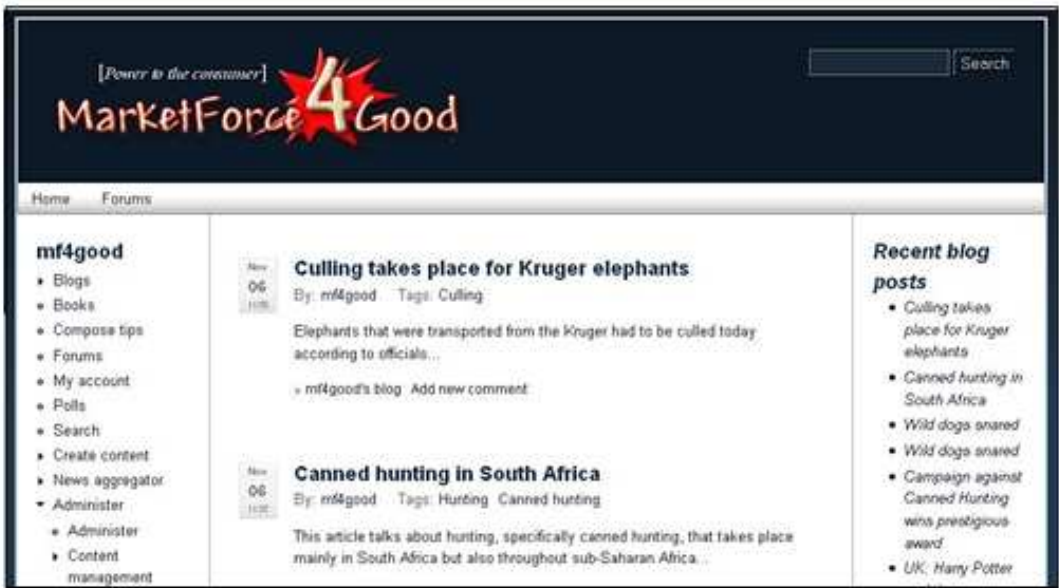 [Power to the consumer]
MarketForce 4 Good
Search
Home Forums
mf4good
Blogs
Books
Compose tips
Forums
My account
Polls
Search
Create content
News aggregator
Administer
Administer
Content
management
Nov
06
Culling takes place for Kruger elephants
By: mf4good Tags: Culling
Elephants that were transported from the Kruger had to be culled today
according to officials...
» mf4good's blog Add new comment
Nov
06
Canned hunting in South Africa
By: mf4good Tags: Hunting Canned hunting
This article talks about hunting, specifically canned hunting, that takes place
mainly in South Africa but also throughout sub-Saharan Africa...
Recent blog
posts
Culling takes
place for Kruger
elephants
Canned hunting in
South Africa
Wild dogs snared
Wild dogs snared
Campaign against
Canned Hunting
wins prestigious
award
UK; Harry Potter